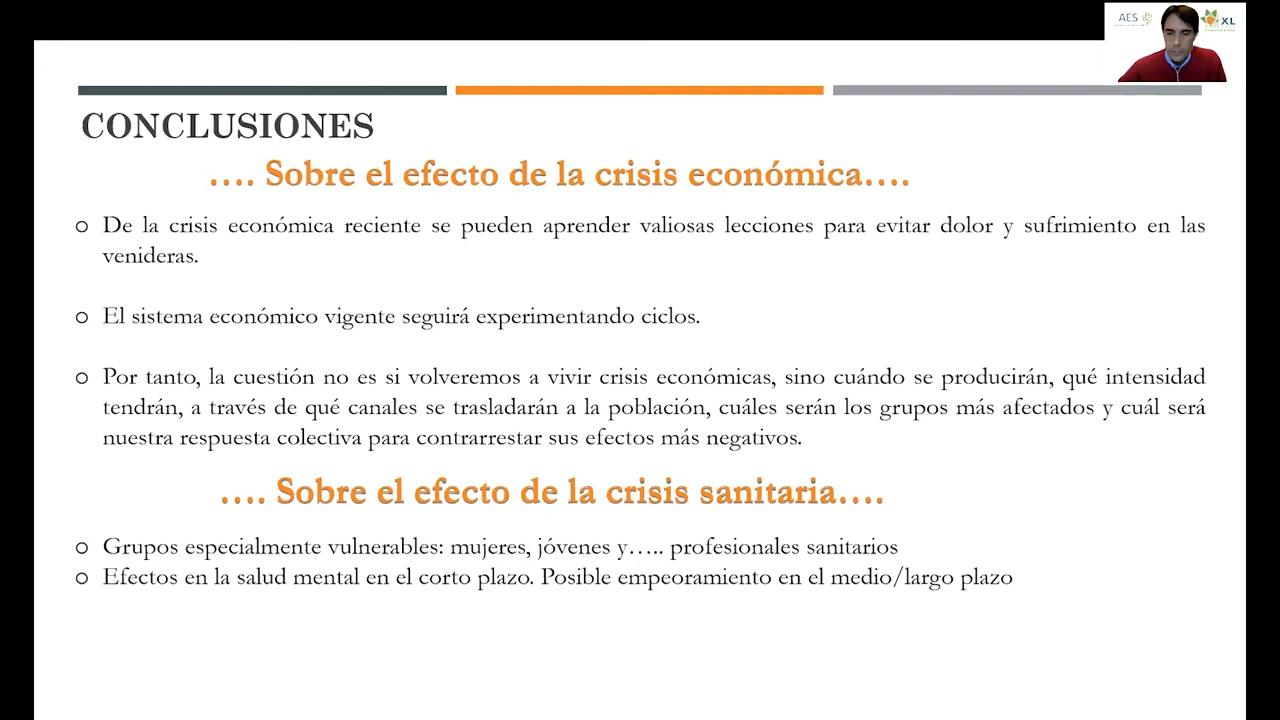 AES
XL
CONCLUSIONES
…. Sobre el efecto de la crisis económica….
o De la crisis económica reciente se pueden aprender valiosas lecciones para evitar dolor y sufrimiento en las
venideras.
o El sistema económico vigente seguirá experimentando ciclos.
o Por tanto, la cuestión no es si volveremos a vivir crisis económicas, sino cuándo se producirán, qué intensidad
tendrán, a través de qué canales se trasladarán a la población, cuáles serán los grupos más afectados y cuál será
nuestra respuesta colectiva para contrarrestar sus efectos más negativos.
…. Sobre el efecto de la crisis sanitaria….
o Grupos especialmente vulnerables: mujeres, jóvenes y….. profesionales sanitarios
o Efectos en la salud mental en el corto plazo. Posible empeoramiento en el medio/largo plazo